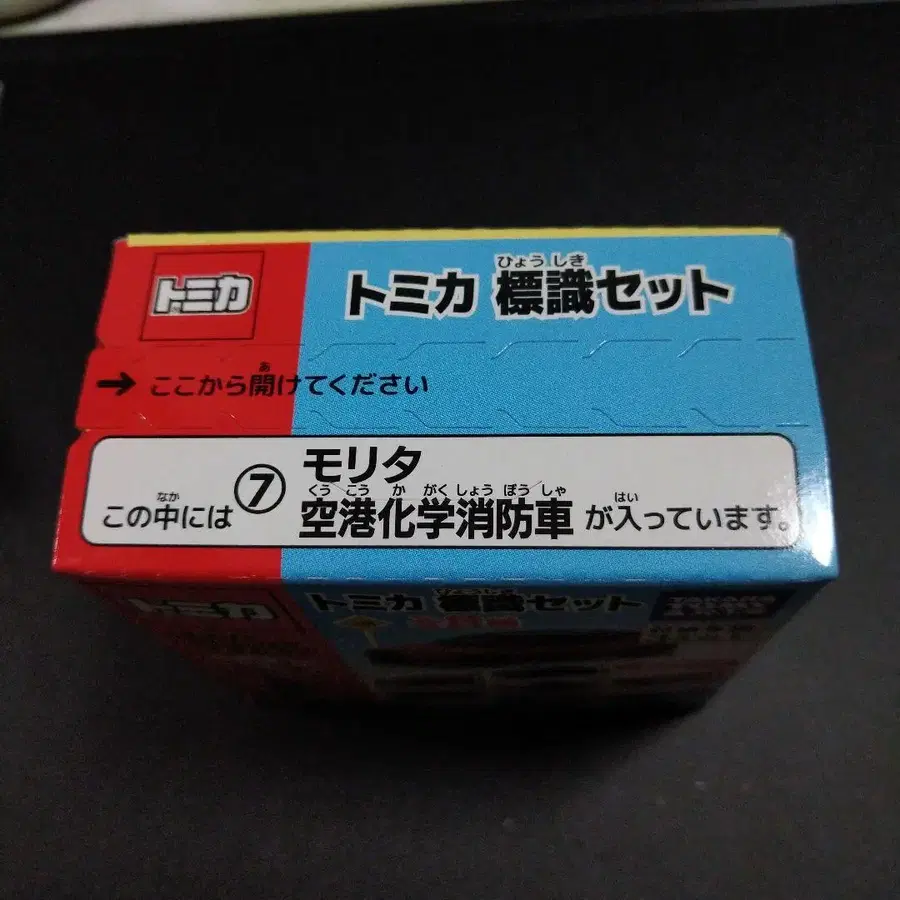 トミカ
ひょうしき
トミカ 標識セット
あ
→ ここから開けてください
モリタ
くうこうかがくしょうぼうしゃ
なか
はい
この中には ⑦ 空港化学消防車 が入っています。
トミカ
トミカ 標識セット